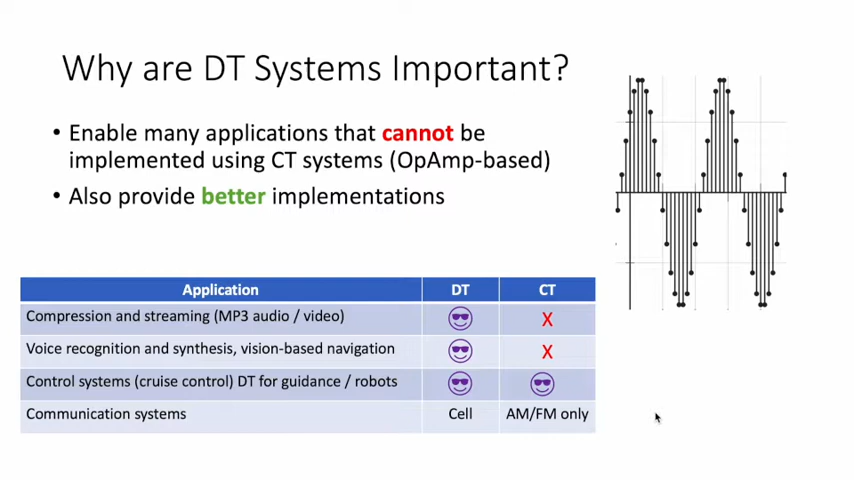 Why are DT Systems Important?
• Enable many applications that cannot be
implemented using CT systems (OpAmp-based)
• Also provide better implementations
Application DT CT
Compression and streaming (MP3 audio / video) X
Voice recognition and synthesis, vision-based navigation X
Control systems (cruise control) DT for guidance / robots
Communication systems Cell AM/FM only